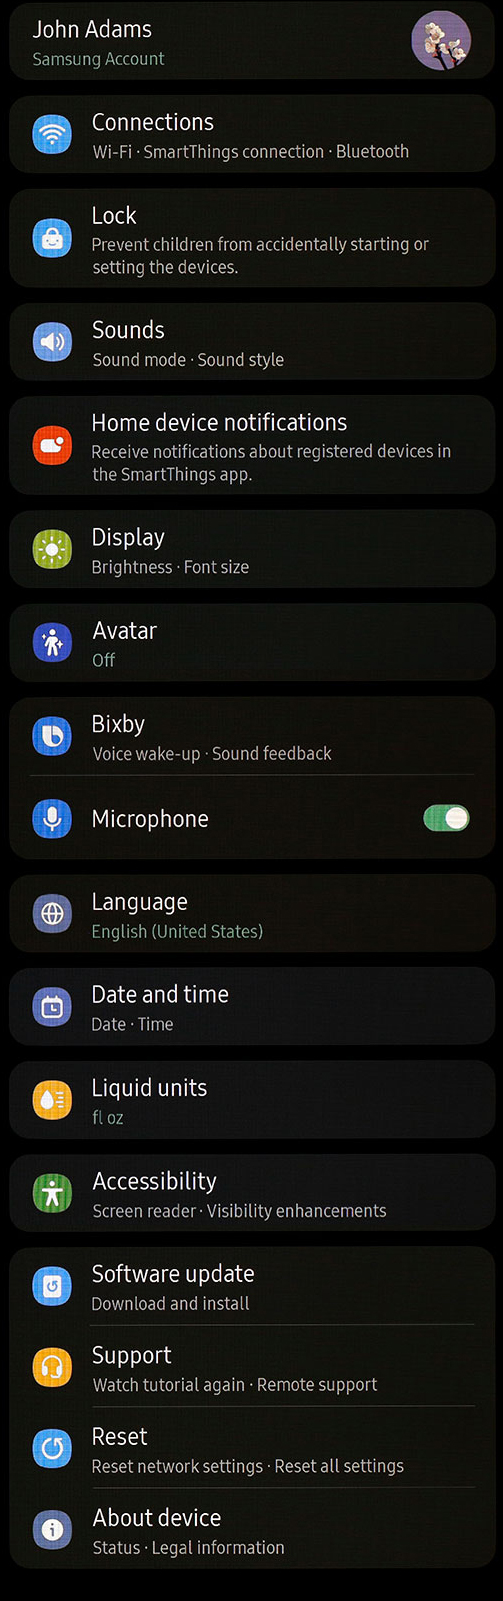 John Adams
Samsung Account
Connections
Wi-Fi · SmartThings connection · Bluetooth
Lock
Prevent children from accidentally starting or
setting the devices.
Sounds
Sound mode · Sound style
Home device notifications
Receive notifications about registered devices in
the SmartThings app.
Display
Brightness · Font size
Avatar
Off
Bixby
Voice wake-up · Sound feedback
Microphone
Language
English (United States)
Date and time
Date · Time
Liquid units
fl oz
Accessibility
Screen reader · Visibility enhancements
Software update
Download and install
Support
Watch tutorial again · Remote support
Reset
Reset network settings · Reset all settings
About device
Status · Legal information